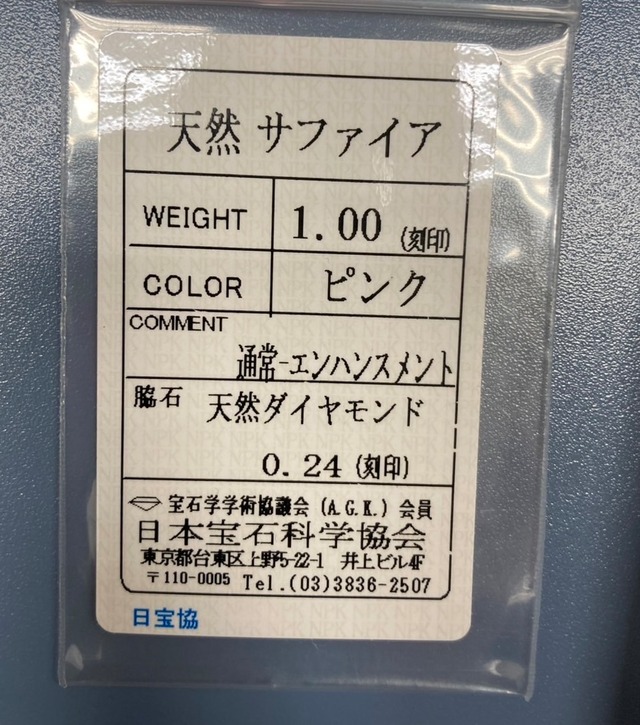 天然 サファイア
WEIGHT 1.00 (刻印)
COLOR ピンク
COMMENT
通常-エンハンスメント
脇石 天然ダイヤモンド
0.24 (刻印)
宝石学学術協議会 (A.G.K.) 会員
日本宝石科学協会
東京都台東区上野5-22-1 井上ビル4F
〒110-0005 Tel.(03)3836-2507
日宝協